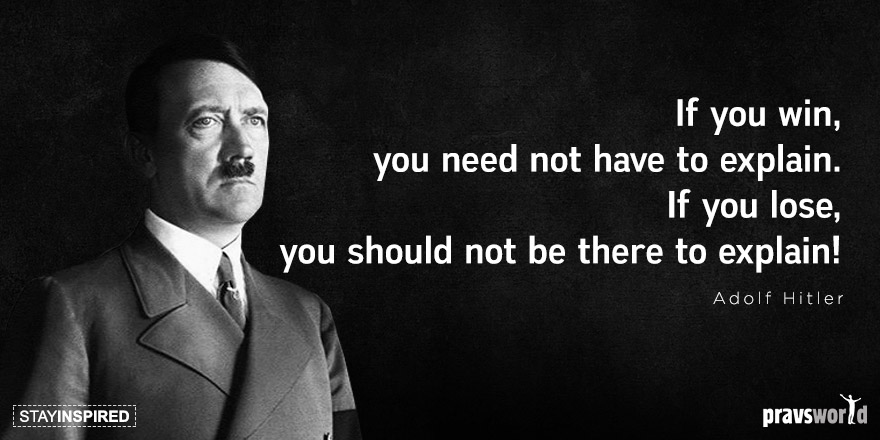 If you win,
you need not have to explain.
If you lose,
you should not be there to explain!
Adolf Hitler
STAYINSPIRED
pravsworld